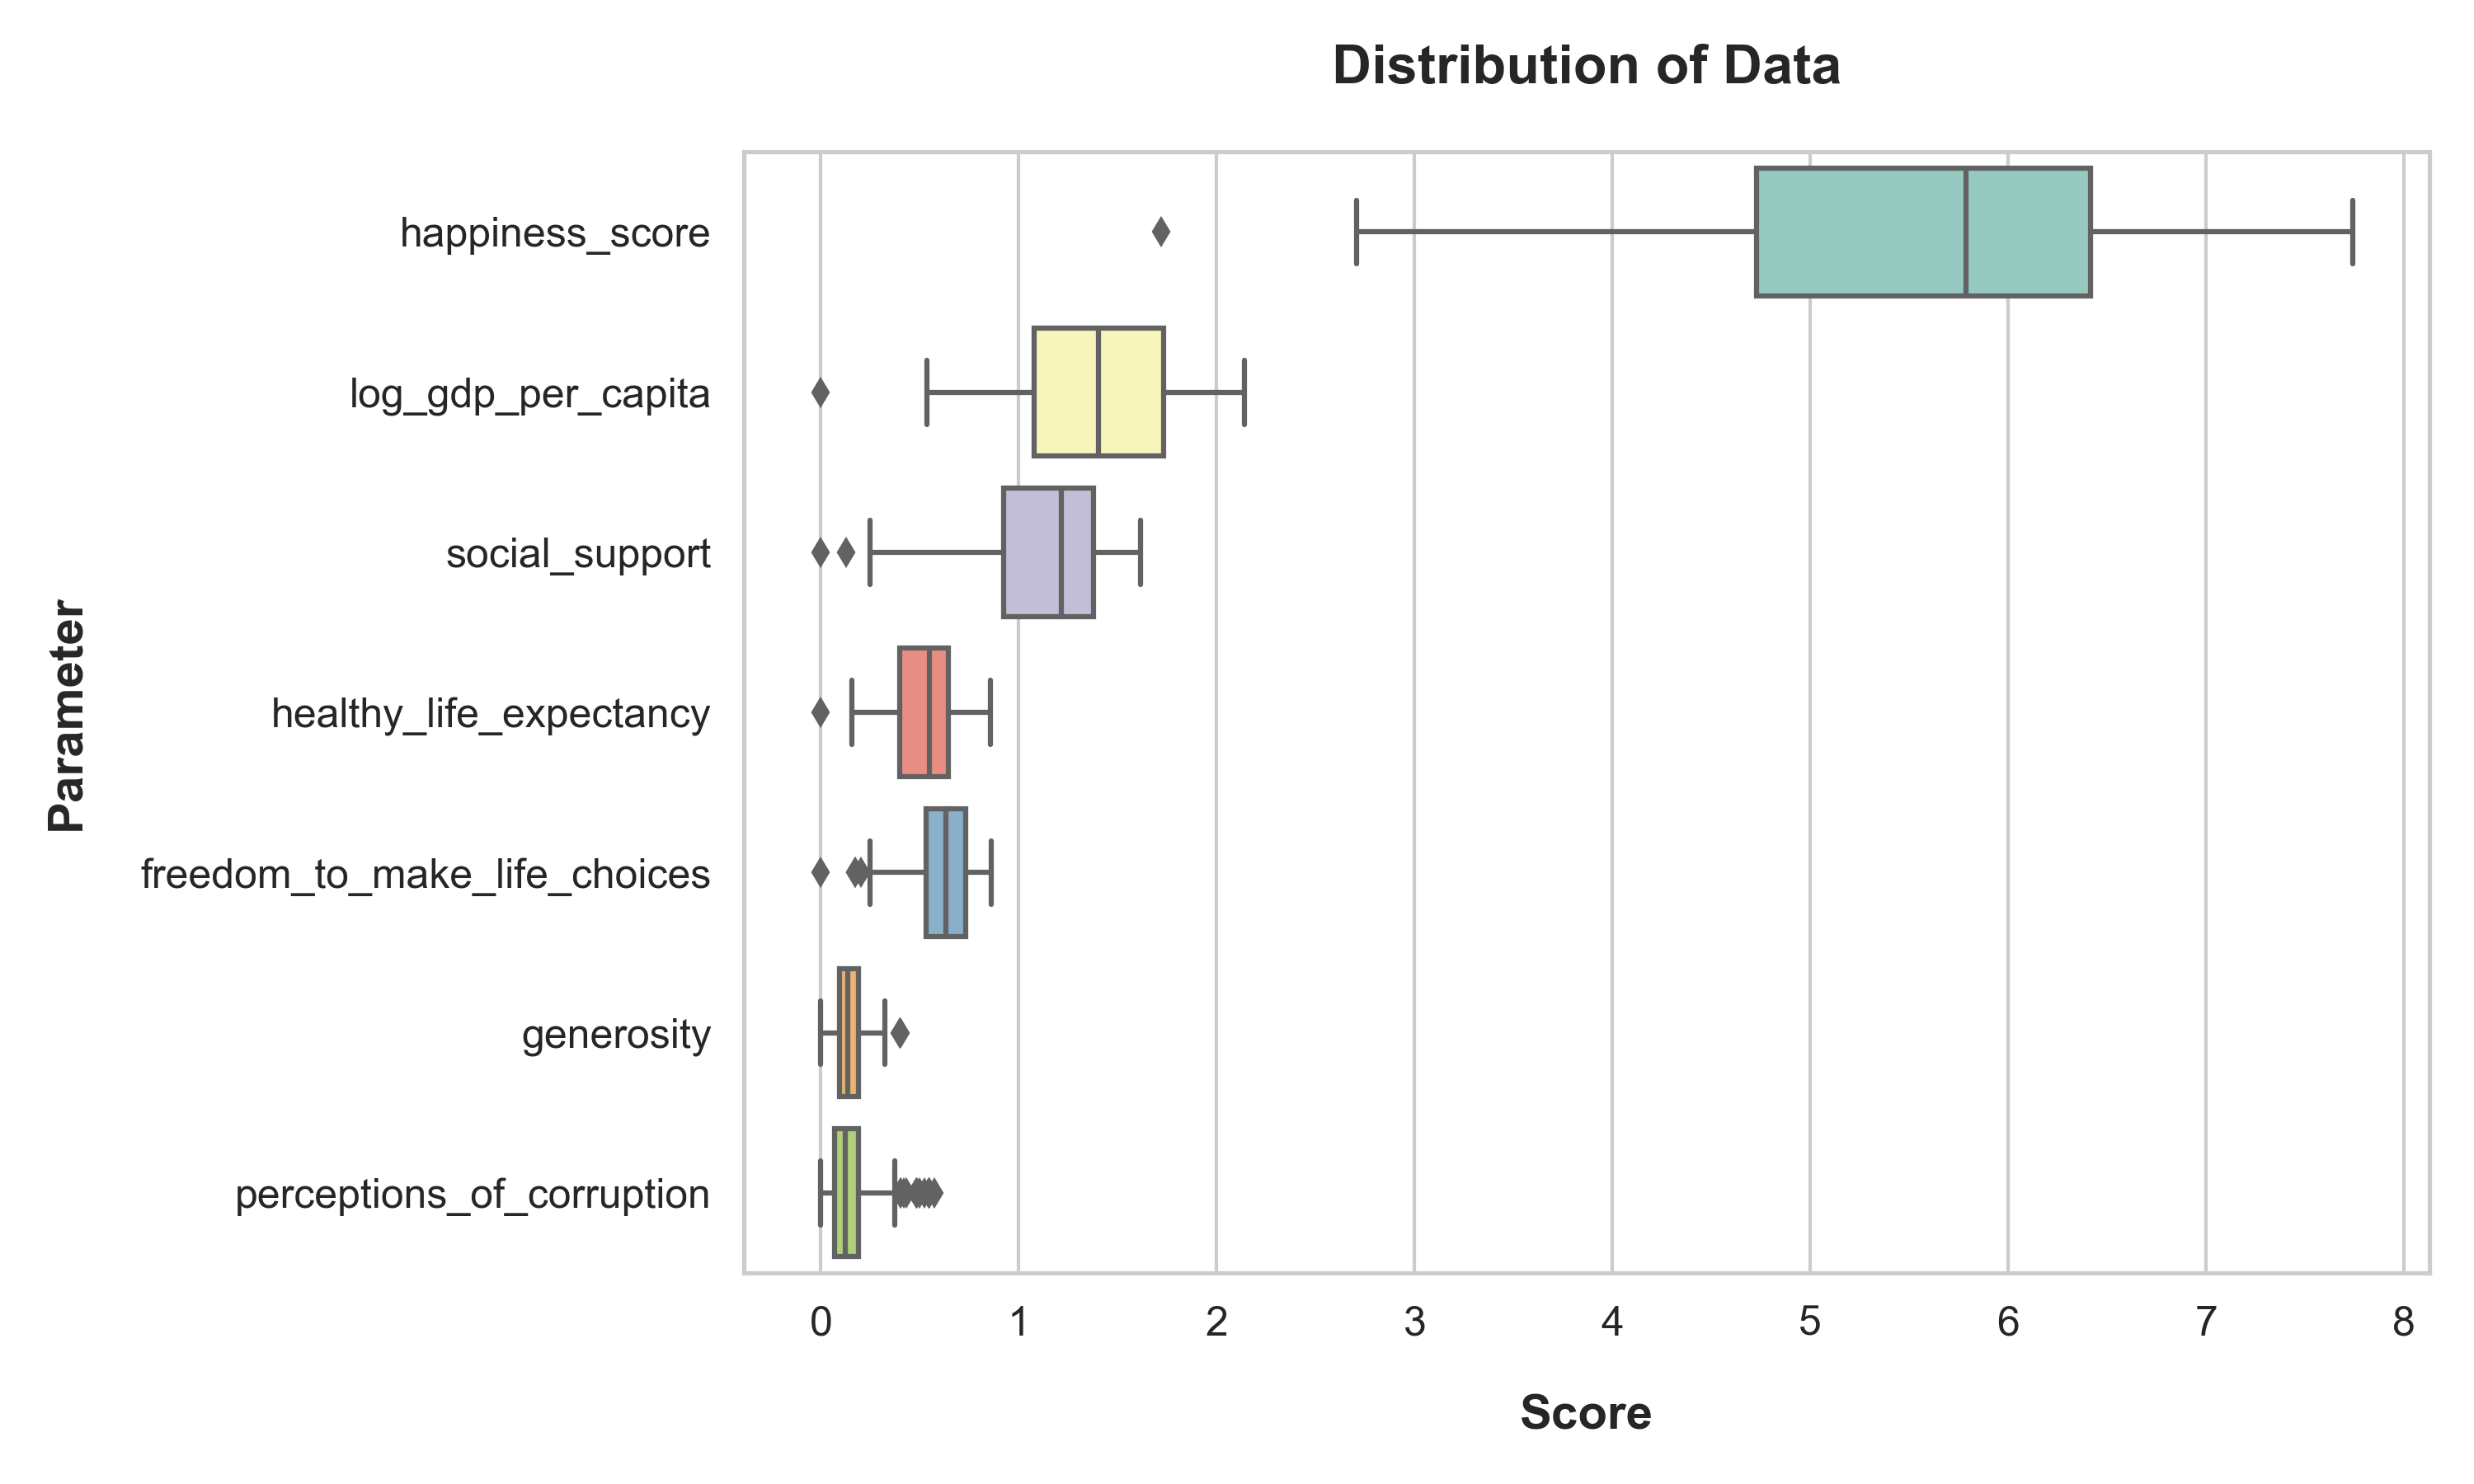 Distribution of Data
Parameter
happiness_score
log_gdp_per_capita
social_support
healthy_life_expectancy
freedom_to_make_life_choices
generosity
perceptions_of_corruption
0 1 2 3 4 5 6 7 8
Score